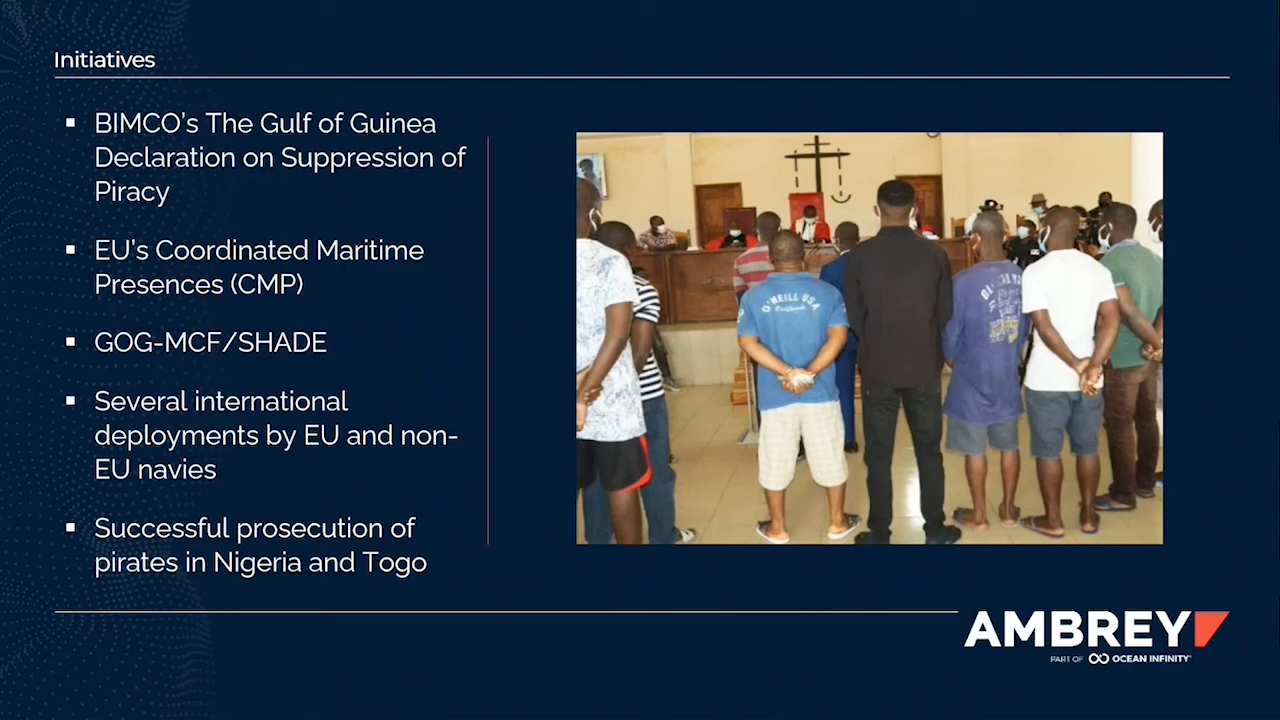 Initiatives
▪ BIMCO's The Gulf of Guinea
Declaration on Suppression of
Piracy
▪ EU's Coordinated Maritime
Presences (CMP)
▪ GOG-MCF/SHADE
▪ Several international
deployments by EU and non-
EU navies
▪ Successful prosecution of
pirates in Nigeria and Togo
O'NEILL USA
California
AMBREY
PART OF OCEAN INFINITY